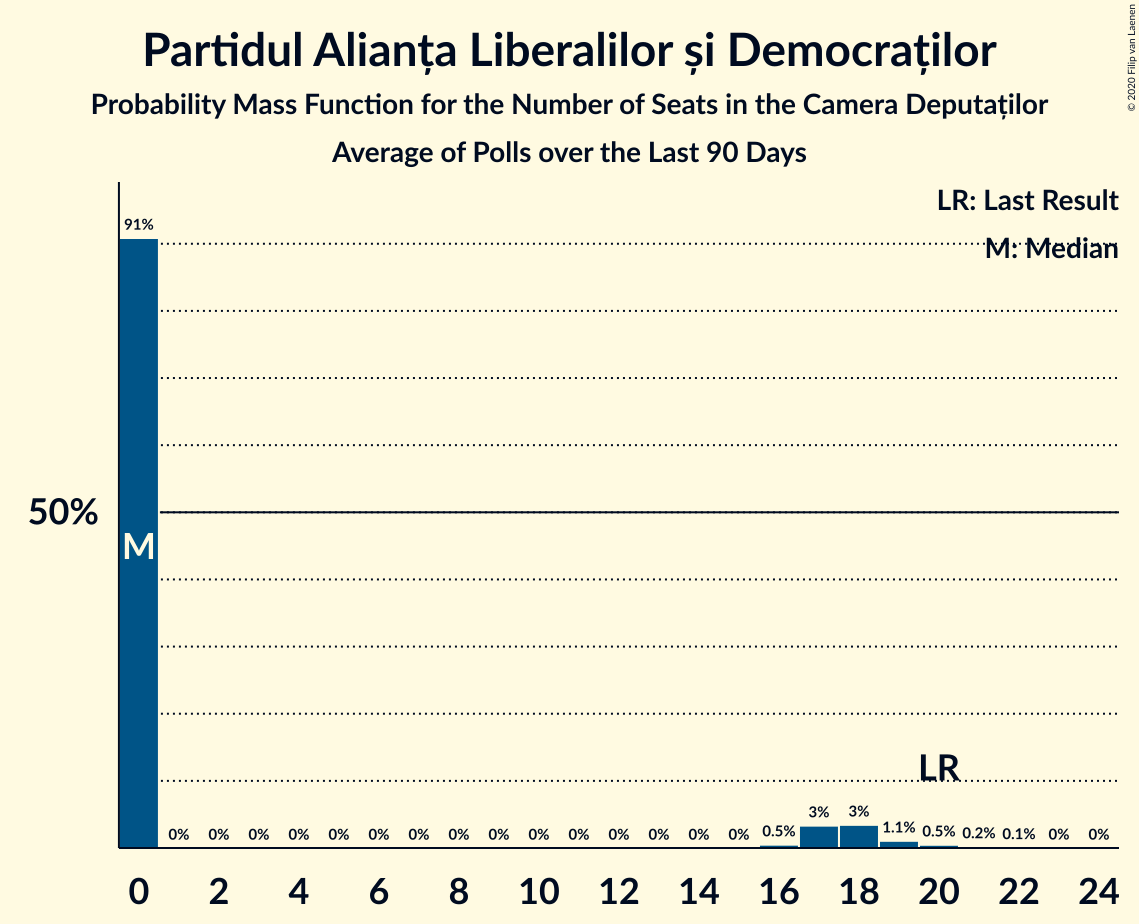 Partidul Alianța Liberalilor și Democraților
Probability Mass Function for the Number of Seats in the Camera Deputaților
Average of Polls over the Last 90 Days
© 2020 Filip van Laenen
LR: Last Result
M: Median
91%
50%
M
LR
0% 0% 0% 0% 0% 0% 0% 0% 0% 0% 0% 0% 0% 0% 0% 0.5% 3% 3% 1.1% 0.5% 0.2% 0.1% 0% 0%
0 2 4 6 8 10 12 14 16 18 20 22 24